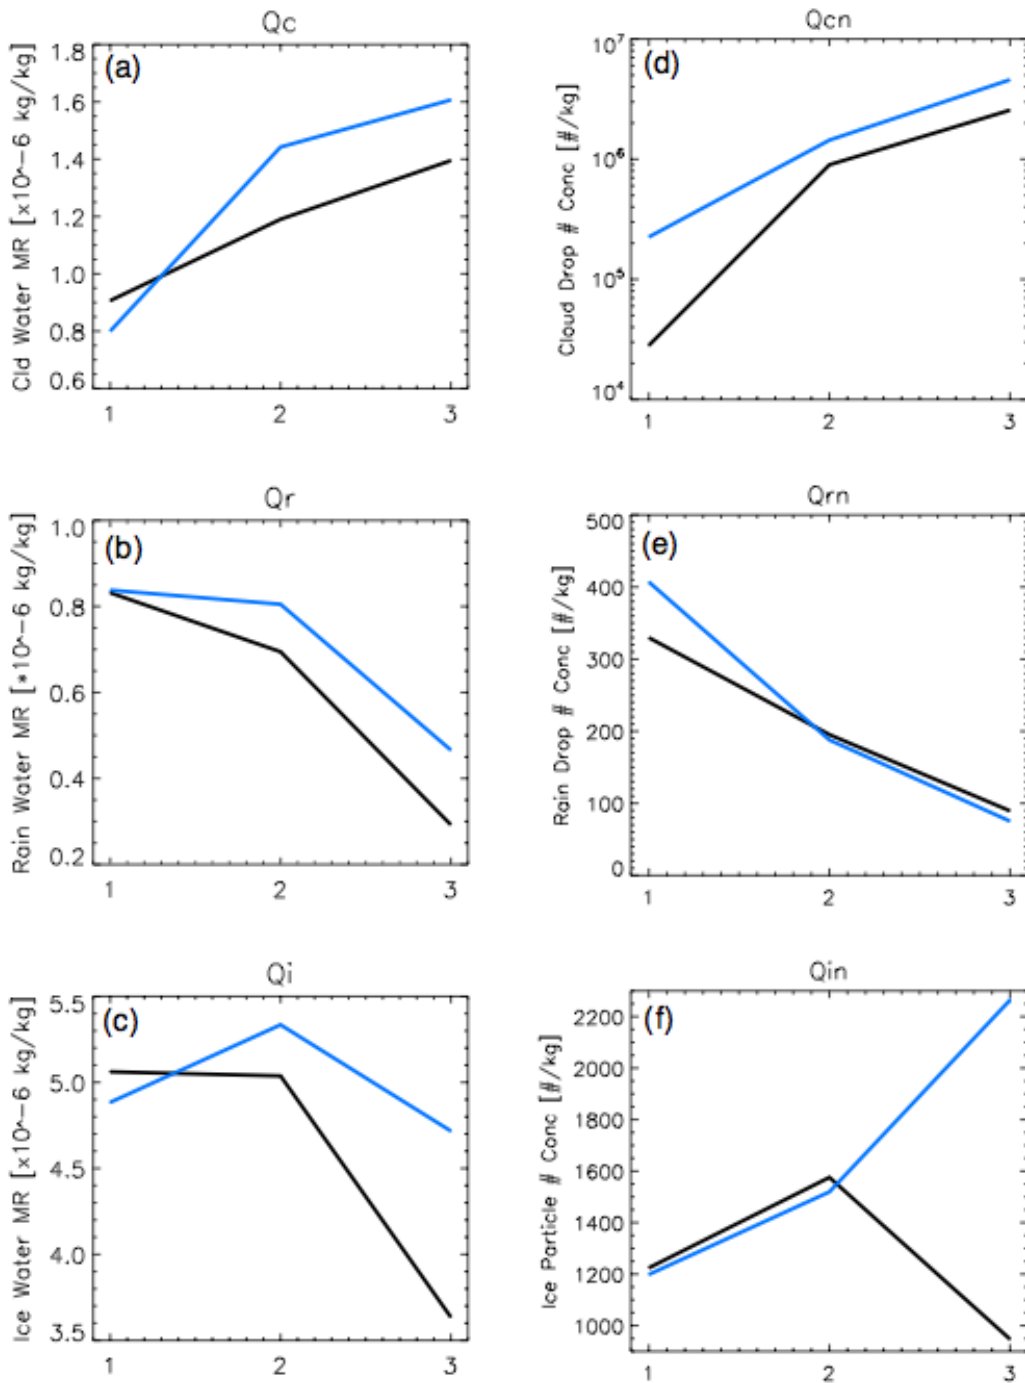 Qc
(a)
Cld Water MR [x10^-6 kg/kg]
1.8
1.6
1.4
1.2
1.0
0.8
0.6
1 2 3
Qcn
(d)
Cloud Drop # Conc [#/kg]
10⁷
10⁶
10⁵
10⁴
1 2 3
Qr
(b)
Rain Water MR [*10^-6 kg/kg]
1.0
0.8
0.6
0.4
0.2
1 2 3
Qrn
(e)
Rain Drop # Conc [#/kg]
500
400
300
200
100
0
1 2 3
Qi
(c)
Ice Water MR [x10^-6 kg/kg]
5.5
5.0
4.5
4.0
3.5
1 2 3
Qin
(f)
Ice Particle # Conc [#/kg]
2200
2000
1800
1600
1400
1200
1000
1 2 3